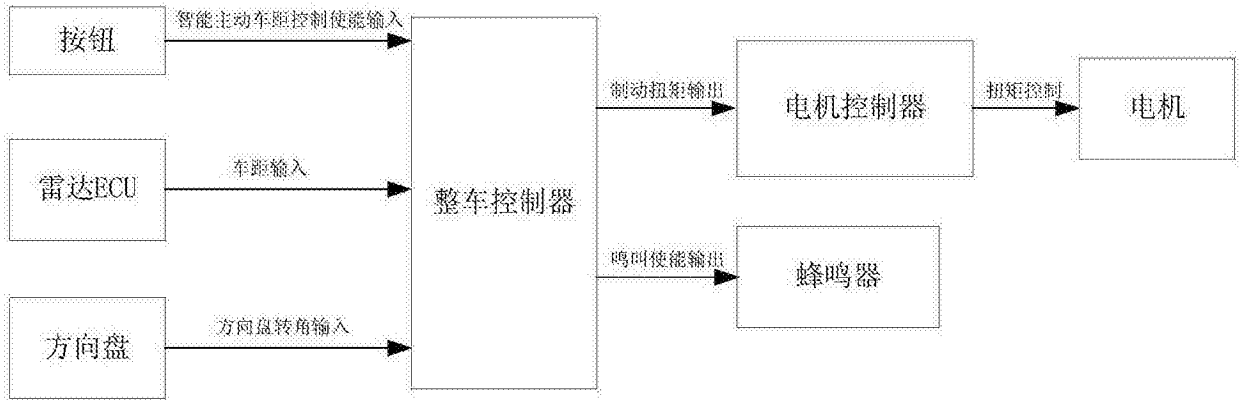 按钮
智能主动车距控制使能输入
雷达ECU
车距输入
方向盘
方向盘转角输入
整车控制器
制动扭矩输出
电机控制器
扭矩控制
电机
鸣叫使能输出
蜂鸣器